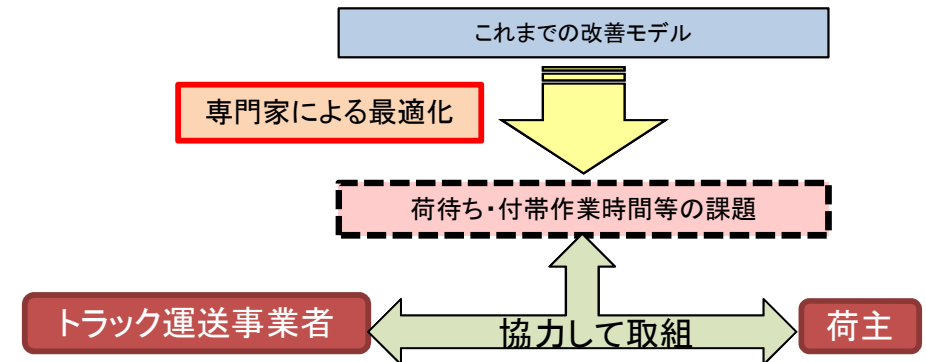 これまでの改善モデル
専門家による最適化
荷待ち・付帯作業時間等の課題
トラック運送事業者
協力して取組
荷主